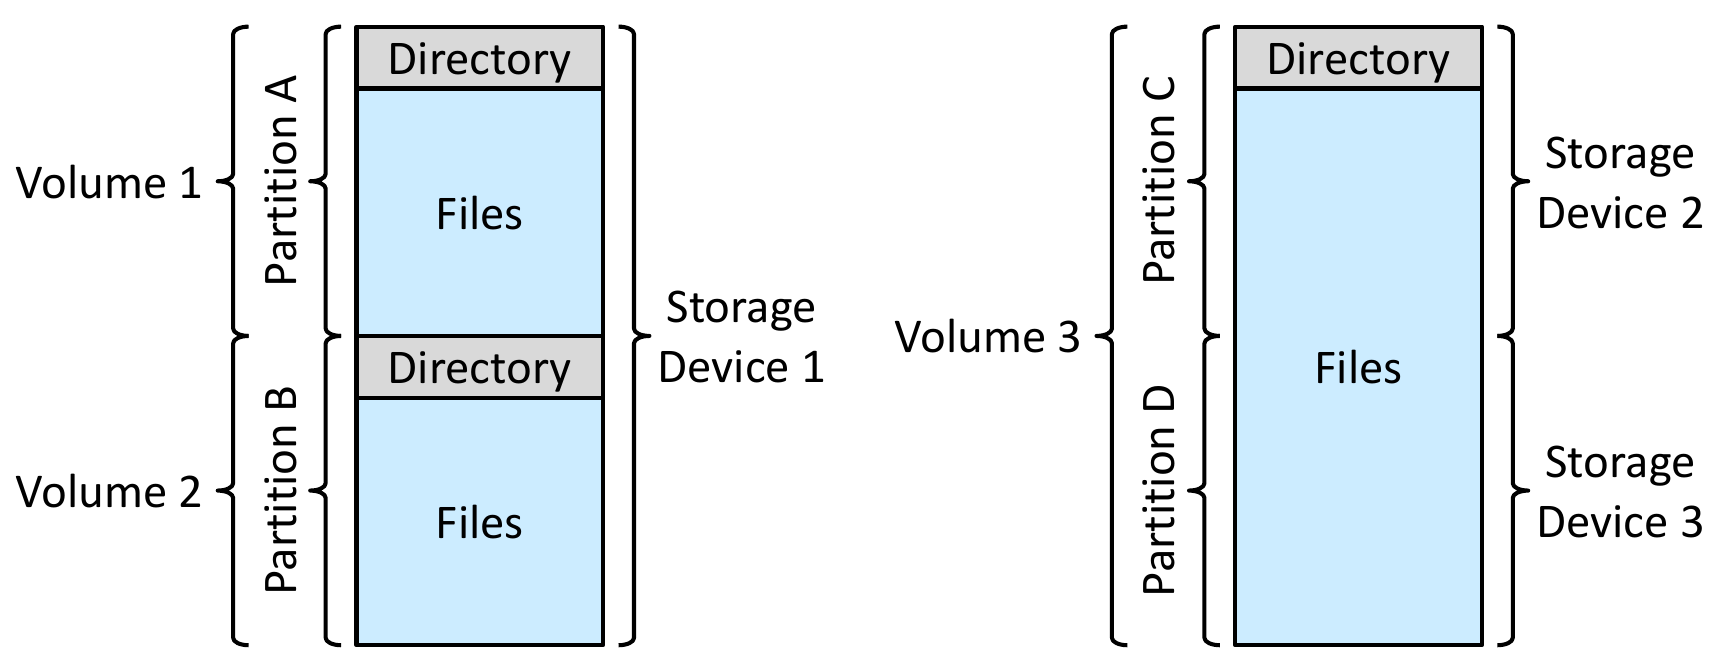 Volume 1
Partition A
Directory
Files
Volume 2
Partition B
Directory
Files
Storage
Device 1
Volume 3
Partition C
Partition D
Directory
Files
Storage
Device 2
Storage
Device 3